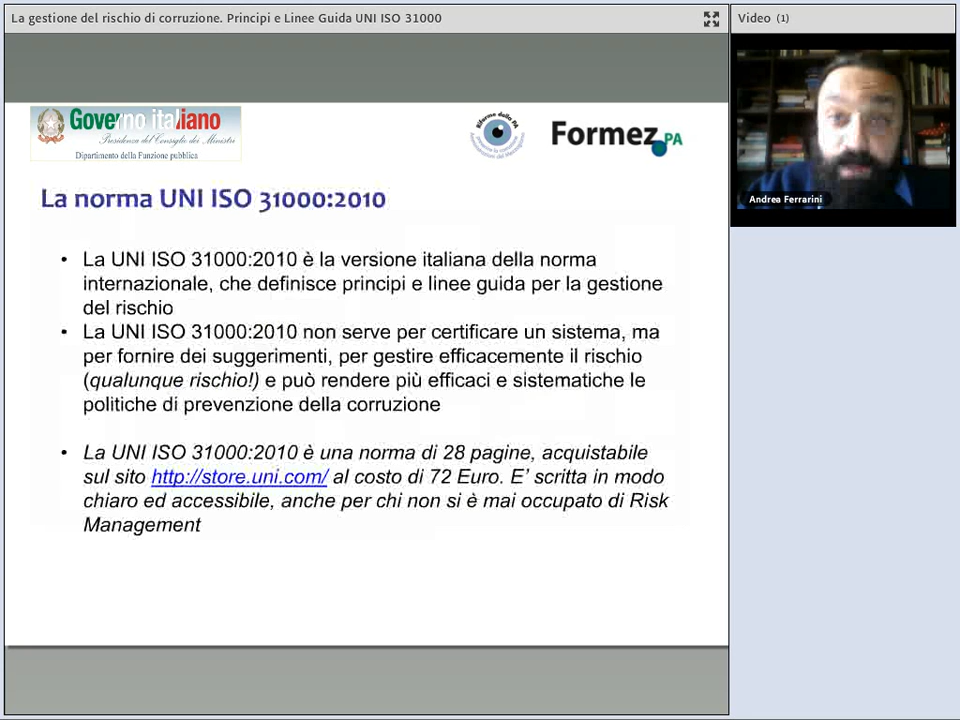 La gestione del rischio di corruzione. Principi e Linee Guida UNI ISO 31000
Video (1)
Governo italiano
Presidenza del Consiglio dei Ministri
Dipartimento della Funzione pubblica
Riforma della PA
Formez PA
Andrea Ferrarini
La norma UNI ISO 31000:2010
• La UNI ISO 31000:2010 è la versione italiana della norma
internazionale, che definisce principi e linee guida per la gestione
del rischio
• La UNI ISO 31000:2010 non serve per certificare un sistema, ma
per fornire dei suggerimenti, per gestire efficacemente il rischio
(qualunque rischio!) e può rendere più efficaci e sistematiche le
politiche di prevenzione della corruzione
• La UNI ISO 31000:2010 è una norma di 28 pagine, acquistabile
sul sito http://store.uni.com/ al costo di 72 Euro. E’ scritta in modo
chiaro ed accessibile, anche per chi non si è mai occupato di Risk
Management